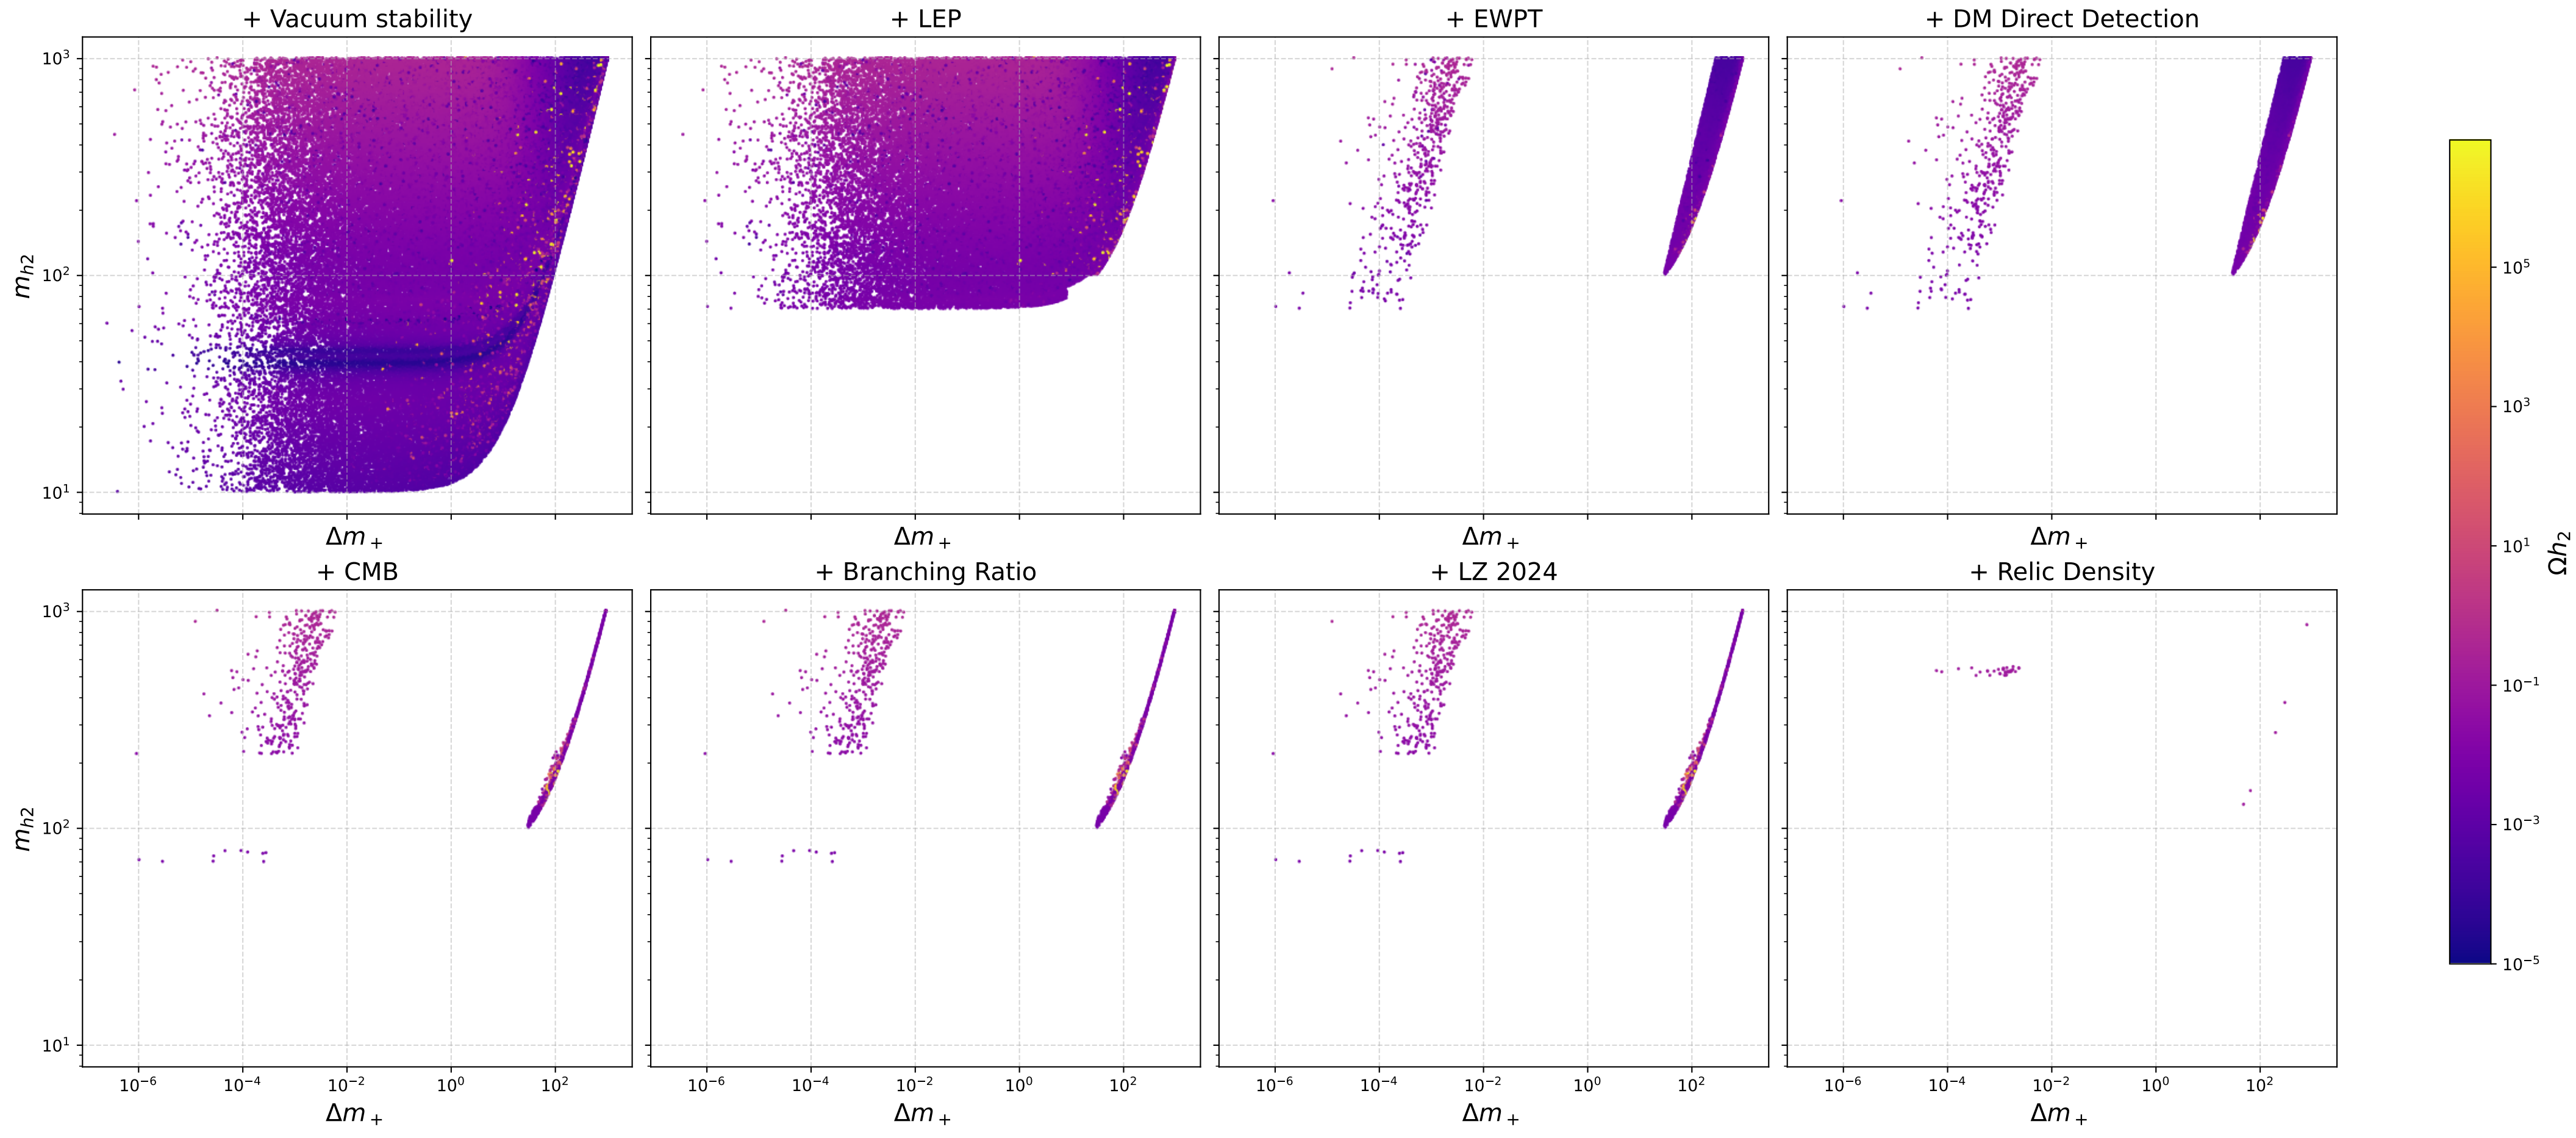 + Vacuum stability
+ LEP
+ EWPT
+ DM Direct Detection
10³
10²
10¹
m_h2
Δm₊
Δm₊
Δm₊
Δm₊
+ CMB
+ Branching Ratio
+ LZ 2024
+ Relic Density
10³
10²
10¹
m_h2
10⁻⁶ 10⁻⁴ 10⁻² 10⁰ 10²
10⁻⁶ 10⁻⁴ 10⁻² 10⁰ 10²
10⁻⁶ 10⁻⁴ 10⁻² 10⁰ 10²
10⁻⁶ 10⁻⁴ 10⁻² 10⁰ 10²
Δm₊
Δm₊
Δm₊
Δm₊
10⁵
10³
10¹
10⁻¹
10⁻³
10⁻⁵
Ωh₂